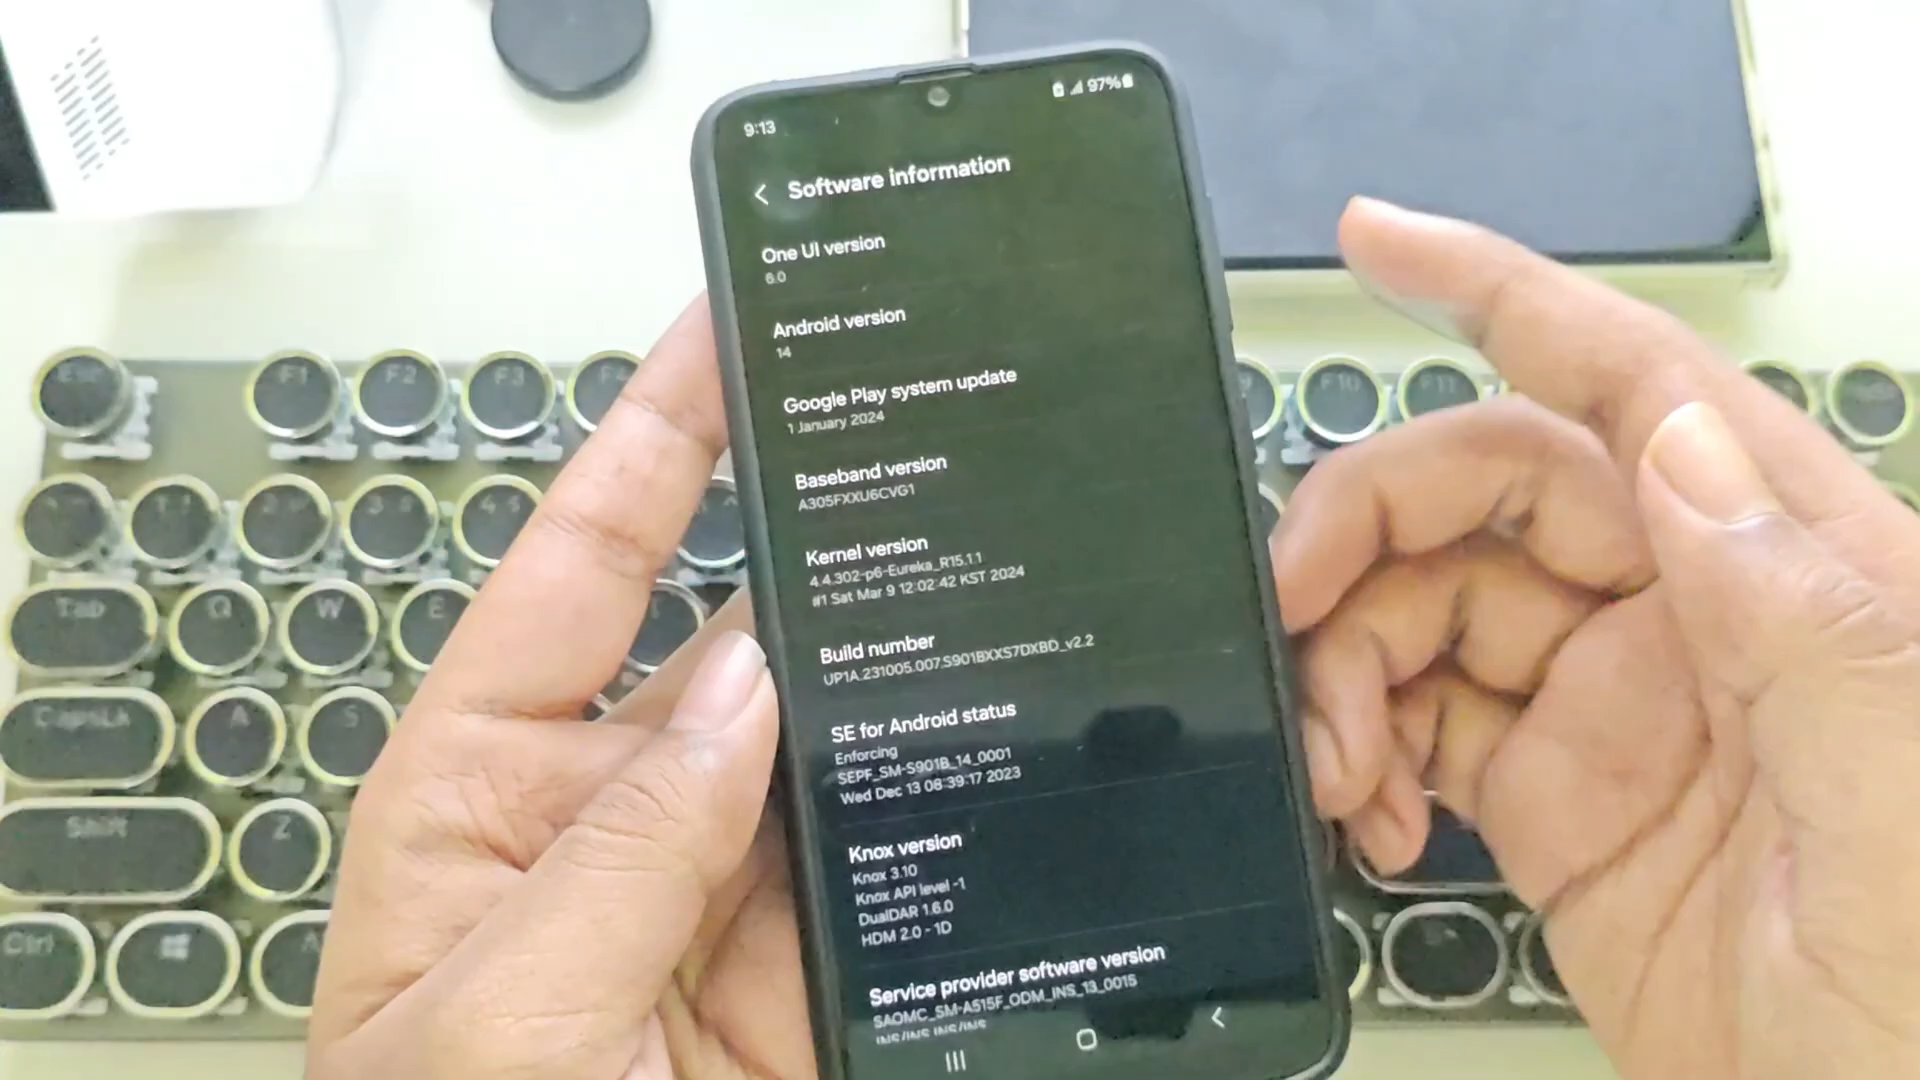 9:13
97%
Software information
One UI version
6.0
Android version
14
Google Play system update
1 January 2024
Baseband version
A305FXXU6CVG1
Kernel version
4.4.302-p6-Eureka_R15.1.1
#1 Sat Mar 9 12:02:42 KST 2024
Build number
UP1A.231005.007.S901BXXS7DXBD_v2.2
SE for Android status
Enforcing
SEPF_SM-S901B_14_0001
Wed Dec 13 08:39:17 2023
Knox version
Knox 3.10
Knox API level -1
DualDAR 1.6.0
HDM 2.0 - 1D
Service provider software version
SAOMC_SM-A515F_ODM_INS_13_0015
Esc F1 F2 F3 F4 F10 F11
Tab Q W E
CapsLk A S
Shift Z
Ctrl